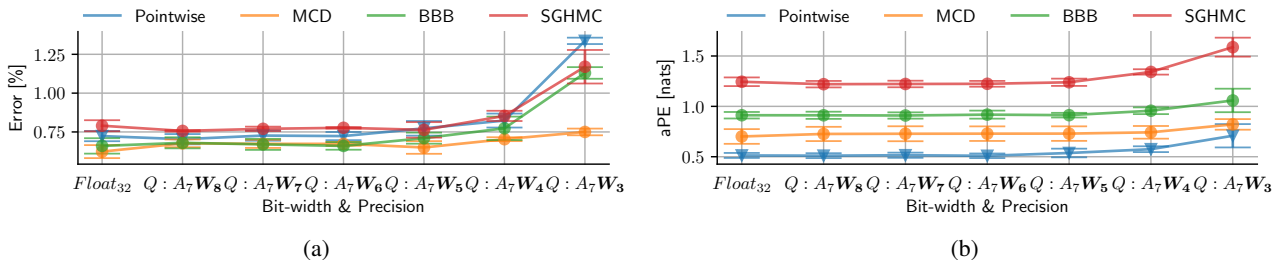 Pointwise MCD BBB SGHMC
1.25
1.00
0.75
Error [%]
Float₃₂ Q : A₇W₈ Q : A₇W₇ Q : A₇W₆ Q : A₇W₅ Q : A₇W₄ Q : A₇W₃
Bit-width & Precision
(a)
Pointwise MCD BBB SGHMC
1.5
1.0
0.5
aPE [nats]
Float₃₂ Q : A₇W₈ Q : A₇W₇ Q : A₇W₆ Q : A₇W₅ Q : A₇W₄ Q : A₇W₃
Bit-width & Precision
(b)